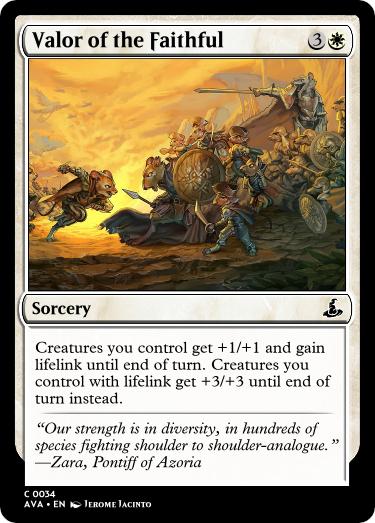 Valor of the Faithful 3
Sorcery
Creatures you control get +1/+1 and gain
lifelink until end of turn. Creatures you
control with lifelink get +3/+3 until end of
turn instead.
“Our strength is in diversity, in hundreds of
species fighting shoulder to shoulder-analogue.”
—Zara, Pontiff of Azoria
C 0034
AVA • EN Jerome Jacinto